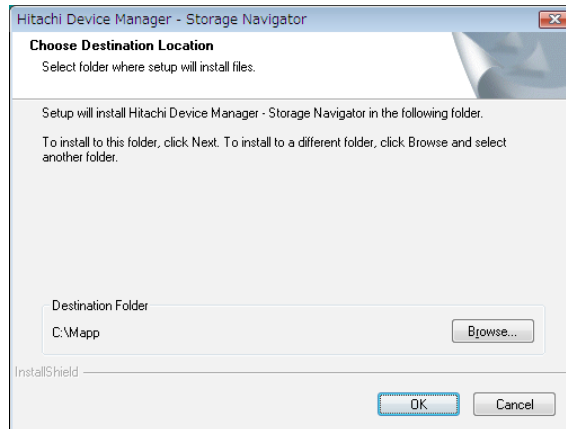 Hitachi Device Manager - Storage Navigator
Choose Destination Location
Select folder where setup will install files.
Setup will install Hitachi Device Manager - Storage Navigator in the following folder.
To install to this folder, click Next. To install to a different folder, click Browse and select
another folder.
Destination Folder
C:\Mapp
Browse...
InstallShield
OK
Cancel